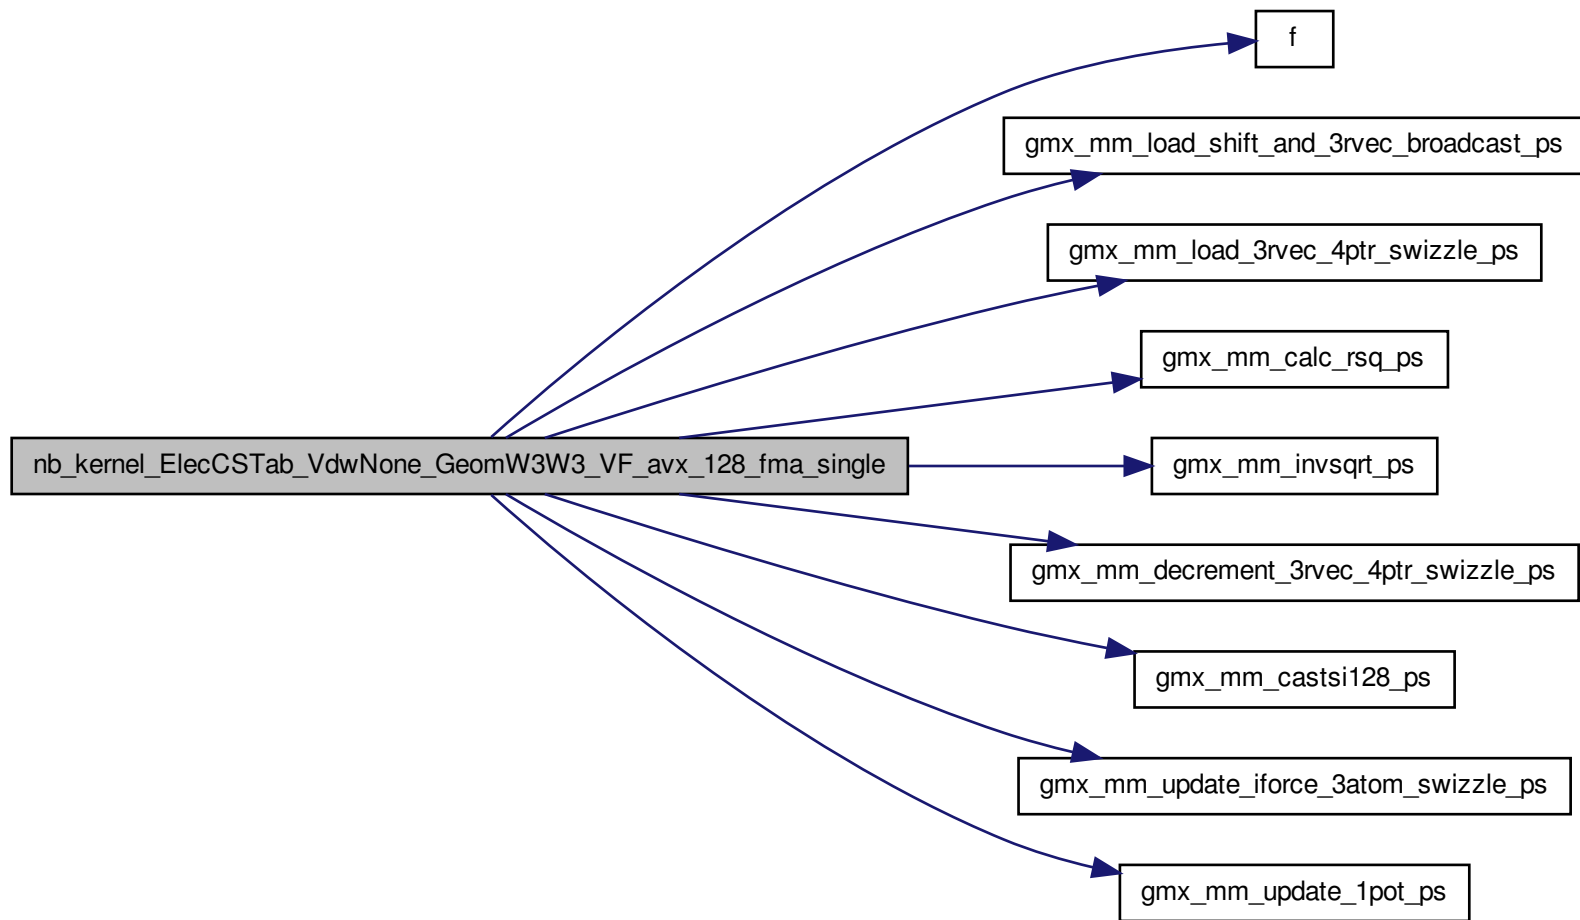 f
gmx_mm_load_shift_and_3rvec_broadcast_ps
gmx_mm_load_3rvec_4ptr_swizzle_ps
gmx_mm_calc_rsq_ps
nb_kernel_ElecCSTab_VdwNone_GeomW3W3_VF_avx_128_fma_single
gmx_mm_invsqrt_ps
gmx_mm_decrement_3rvec_4ptr_swizzle_ps
gmx_mm_castsi128_ps
gmx_mm_update_iforce_3atom_swizzle_ps
gmx_mm_update_1pot_ps